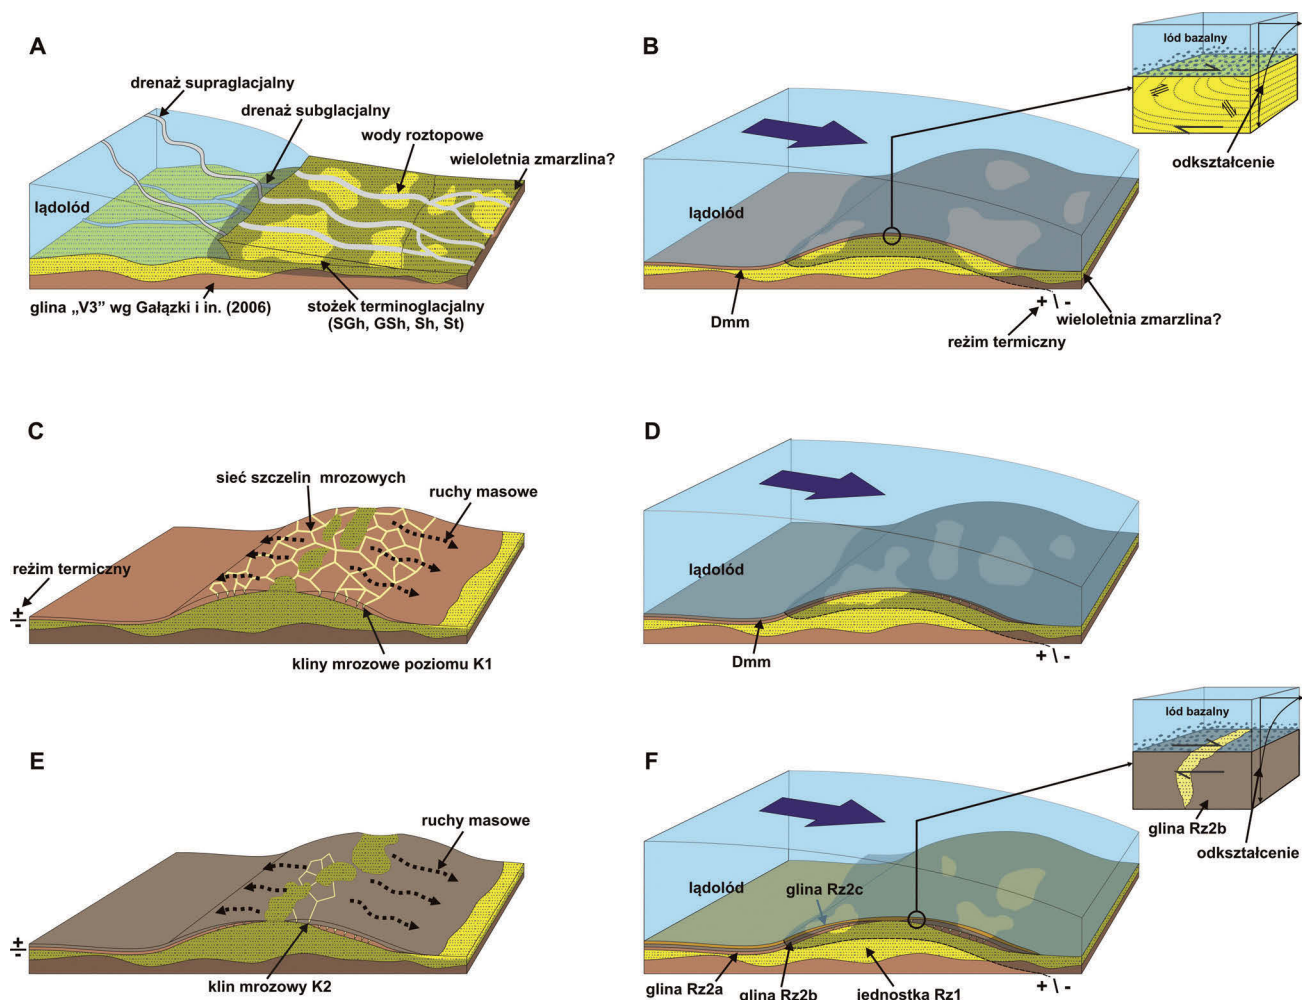 A
drenaż supraglacjalny
drenaż subglacjalny
wody roztopowe
wieloletnia zmarzlina?
lądolód
glina „V3” wg Gałązki i in. (2006)
stożek terminoglacjalny
(SGh, GSh, Sh, St)
B
lód bazalny
odkształcenie
lądolód
Dmm
+ \ -
reżim termiczny
wieloletnia zmarzlina?
C
sieć szczelin mrozowych
ruchy masowe
reżim termiczny
+
-
kliny mrozowe poziomu K1
D
lądolód
Dmm
+ \ -
E
ruchy masowe
+
-
klin mrozowy K2
F
lód bazalny
glina Rz2b
odkształcenie
lądolód
glina Rz2c
glina Rz2a
glina Rz2b
jednostka Rz1
+ \ -